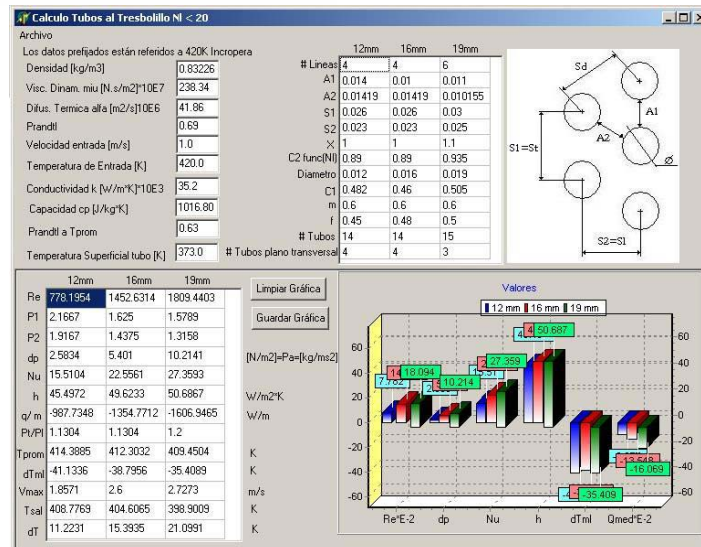 Calculo Tubos al Tresbolillo Nl < 20
Archivo
Los datos prefijados están referidos a 420K Incropera
Densidad [kg/m3] 0.83226
Visc. Dinam. miu [N.s/m2]*10E7 238.34
Difus. Termica alfa [m2/s]10E6 41.86
Prandtl 0.69
Velocidad entrada [m/s] 1.0
Temperatura de Entrada [K] 420.0
Conductividad k [W/m*K]*10E3 35.2
Capacidad cp [J/kg*K] 1016.80
Prandtl a Tprom 0.63
Temperatura Superficial tubo [K] 373.0
12mm 16mm 19mm
# Lineas 4 4 6
A1 0.014 0.01 0.011
A2 0.01419 0.01419 0.010155
S1 0.026 0.026 0.03
S2 0.023 0.023 0.025
X 1 1 1.1
C2 func(Nl) 0.89 0.89 0.935
Diametro 0.012 0.016 0.019
C1 0.482 0.46 0.505
m 0.6 0.6 0.6
f 0.45 0.48 0.5
# Tubos 14 14 15
# Tubos plano transversal 4 4 3
Sd
A1
A2
S1=St
Ø
S2=Sl
12mm 16mm 19mm
Re 778.1954 1452.6314 1809.4403
P1 2.1667 1.625 1.5789
P2 1.9167 1.4375 1.3158
dp 2.5834 5.401 10.2141 [N/m2]=Pa=[kg/ms2]
Nu 15.5104 22.5561 27.3593
h 45.4972 49.6233 50.6867 W/m2*K
q/ m -987.7348 -1354.7712 -1606.9465 W/m
Pt/Pl 1.1304 1.1304 1.2
Tprom 414.3885 412.3032 409.4504 K
dTml -41.1336 -38.7956 -35.4089 K
Vmax 1.8571 2.6 2.7273 m/s
Tsal 408.7769 404.6065 398.9009 K
dT 11.2231 15.3935 21.0991 K
Limpiar Gráfica
Guardar Gráfica
Valores
12 mm 16 mm 19 mm
60
40
20
0
-20
-40
-60
60
40
20
0
-20
-40
-60
7.782
18.094
10.214
27.359
50.687
-35.409
-13.548
-16.069
Re*E-2 dp Nu h dTml Qmed*E-2